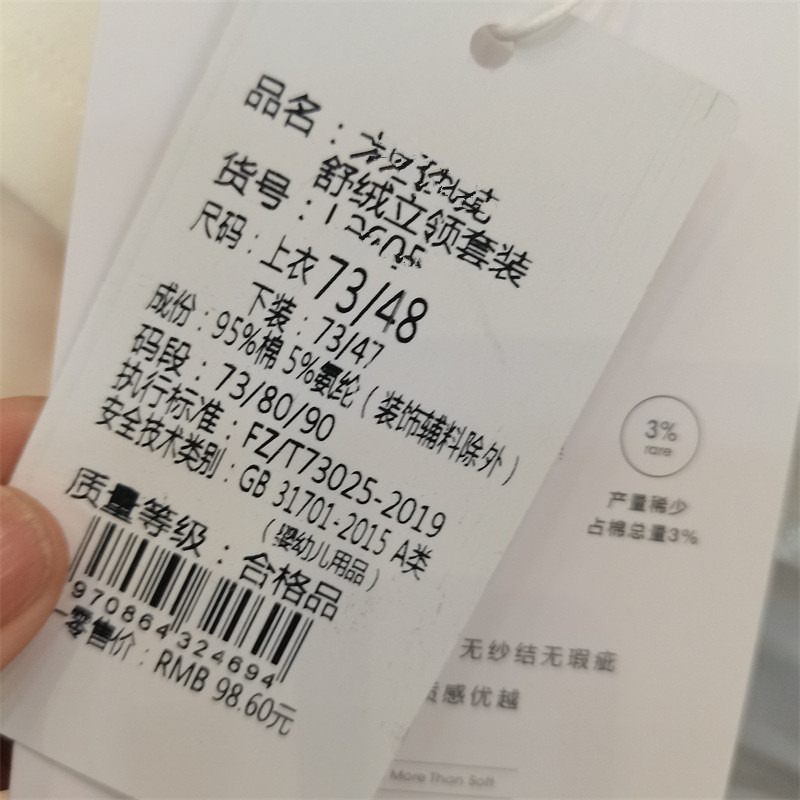 品名：
舒绒立领套装
货号：
尺码：上衣73/48
下装：73/47
成份：95%棉 5%氨纶（装饰辅料除外）
码段：73/80/90
执行标准：FZ/T73025-2019
安全技术类别：GB 31701-2015 A类
（婴幼儿用品）
质量等级：合格品
970864324694
零售价：RMB 98.60元
3%
rare
产量稀少
占棉总量3%
无纱结无瑕疵
质感优越
More Than Soft